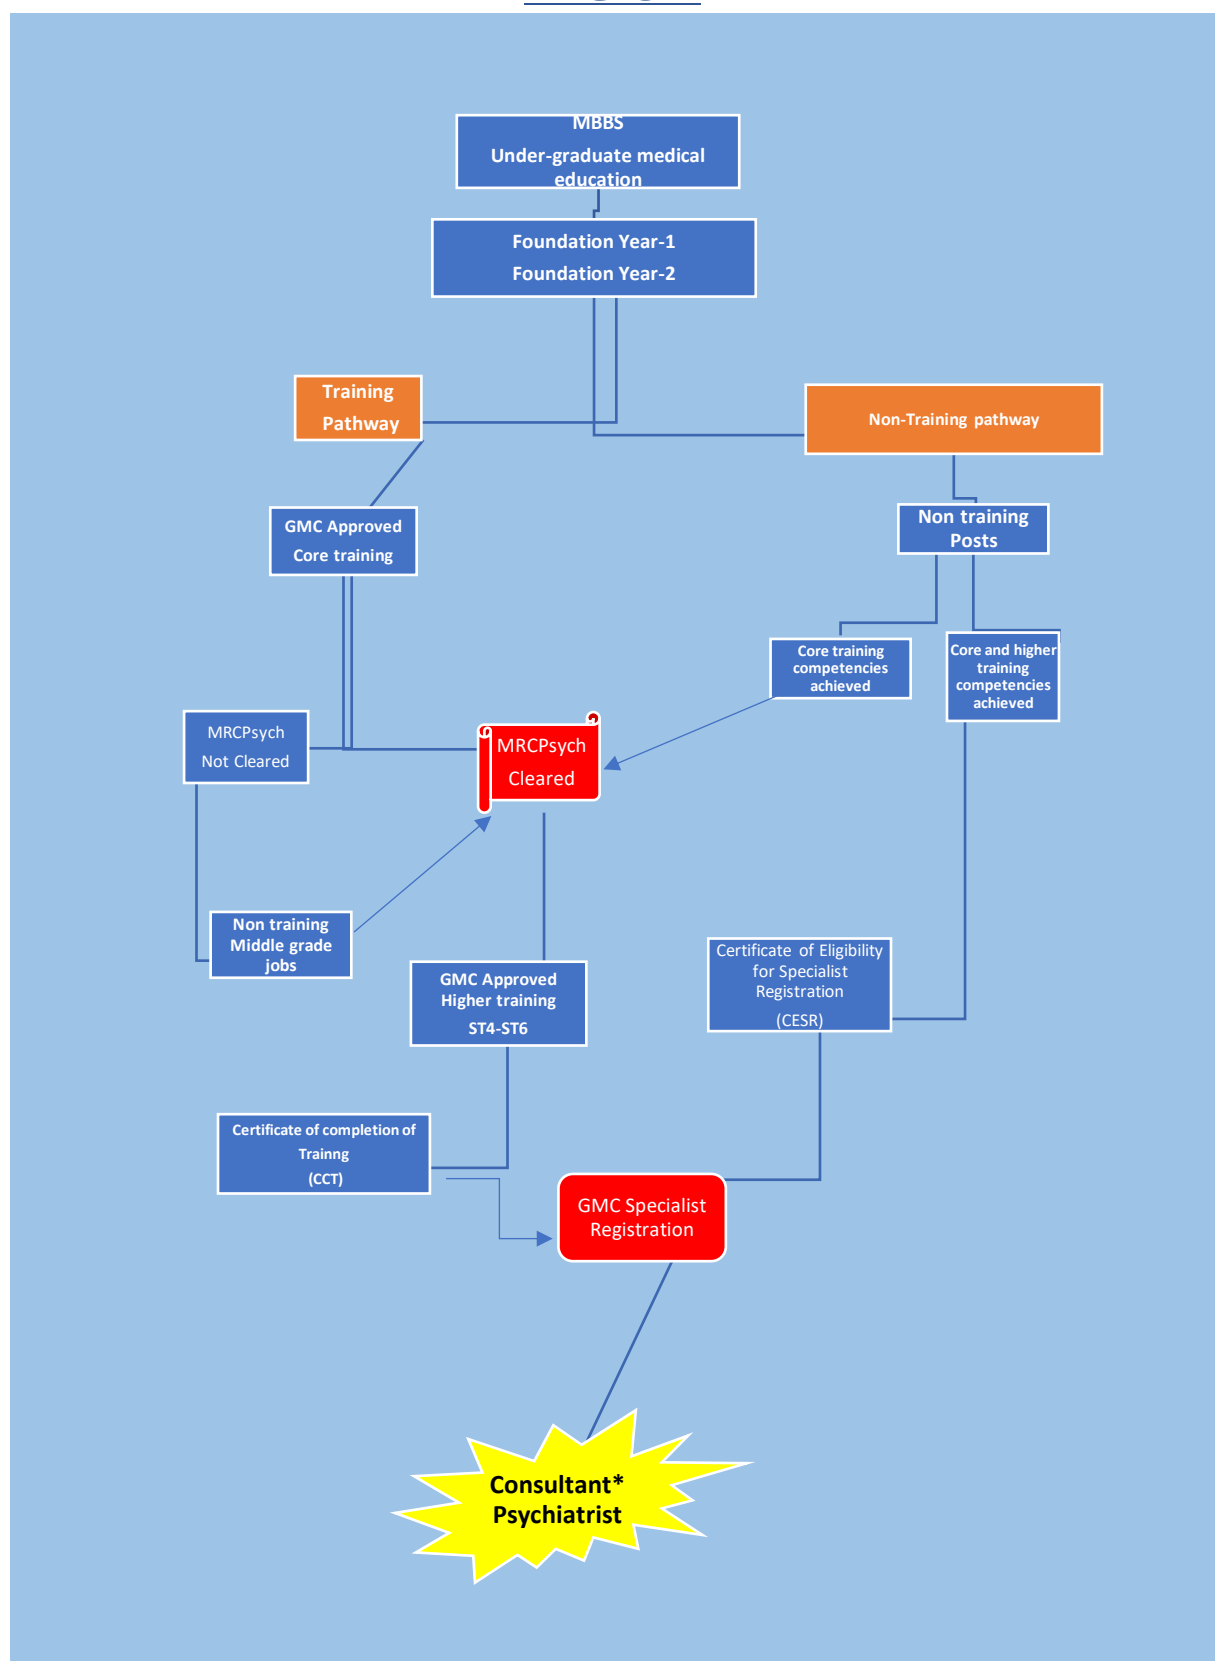 MBBS
Under-graduate medical
education
Foundation Year-1
Foundation Year-2
Training
Pathway
Non-Training pathway
GMC Approved
Core training
Non training
Posts
Core training
competencies
achieved
Core and higher
training
competencies
achieved
MRCPsych
Not Cleared
MRCPsych
Cleared
Non training
Middle grade
jobs
GMC Approved
Higher training
ST4-ST6
Certificate of Eligibility
for Specialist
Registration
(CESR)
Certificate of completion of
Trainng
(CCT)
GMC Specialist
Registration
Consultant*
Psychiatrist